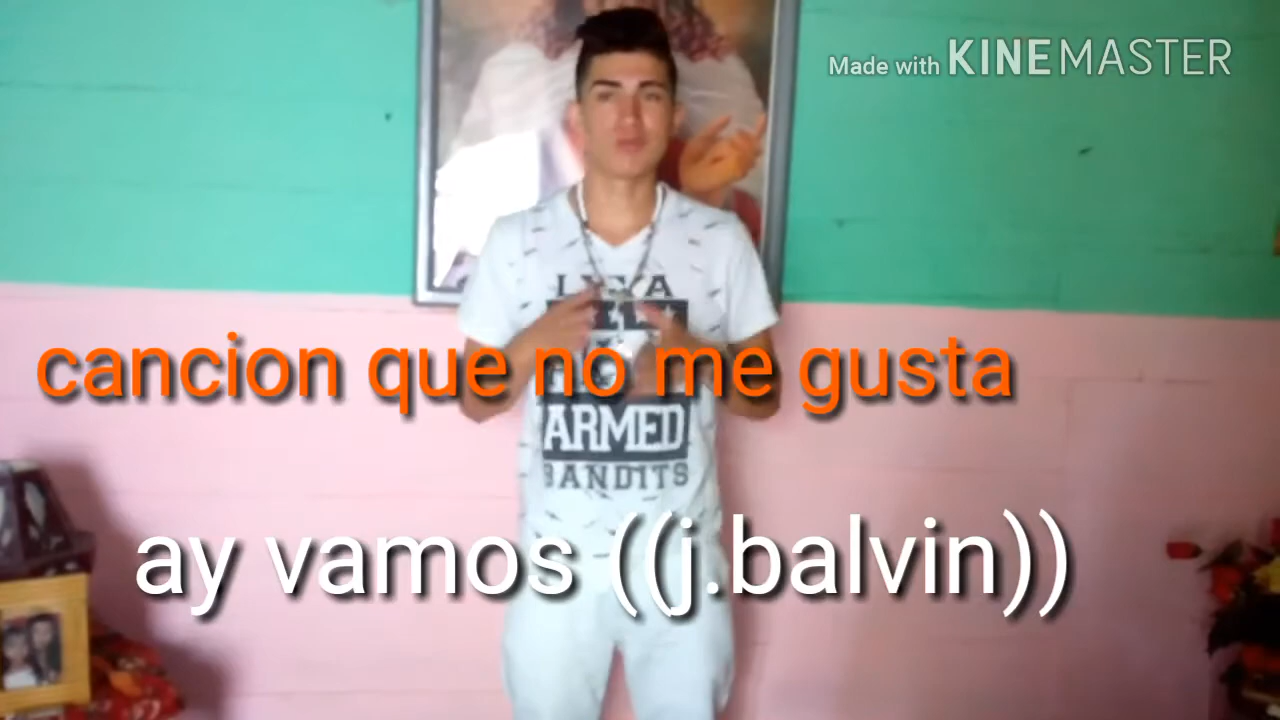 Made with KINEMASTER
cancion que no me gusta
ARMED
BANDITS
ay vamos ((j.balvin))